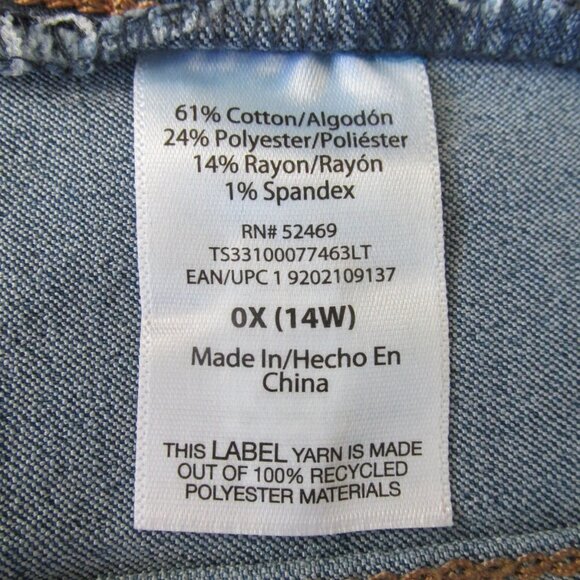 61% Cotton/Algodón
24% Polyester/Poliéster
14% Rayon/Rayón
1% Spandex
RN# 52469
TS33100077463LT
EAN/UPC 1 9202109137
0X (14W)
Made In/Hecho En
China
THIS LABEL YARN IS MADE
OUT OF 100% RECYCLED
POLYESTER MATERIALS